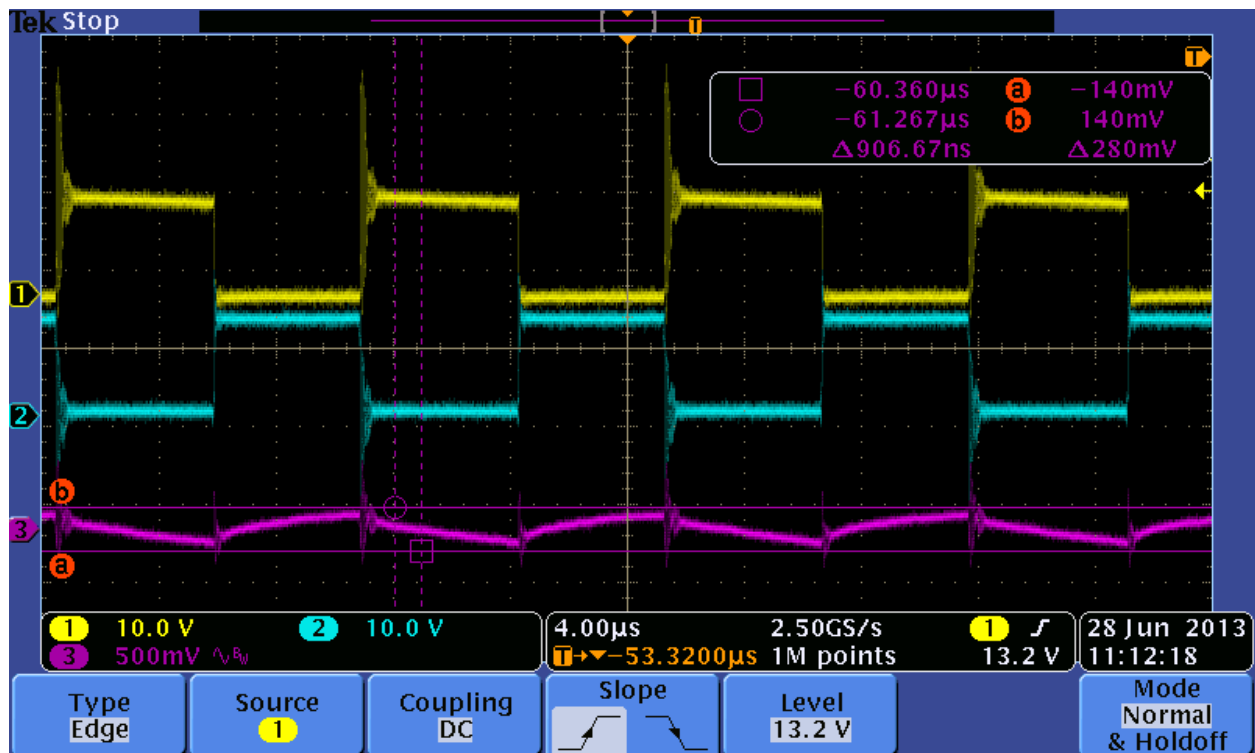 Tek Stop
T
T
−60.360µs a −140mV
−61.267µs b 140mV
Δ906.67ns Δ280mV
1
2
b
3
a
1 10.0 V 2 10.0 V
3 500mV
4.00µs 2.50GS/s
T→▼−53.3200µs 1M points
1 13.2 V
28 Jun 2013
11:12:18
Type
Edge
Source
1
Coupling
DC
Slope
Level
13.2 V
Mode
Normal
& Holdoff